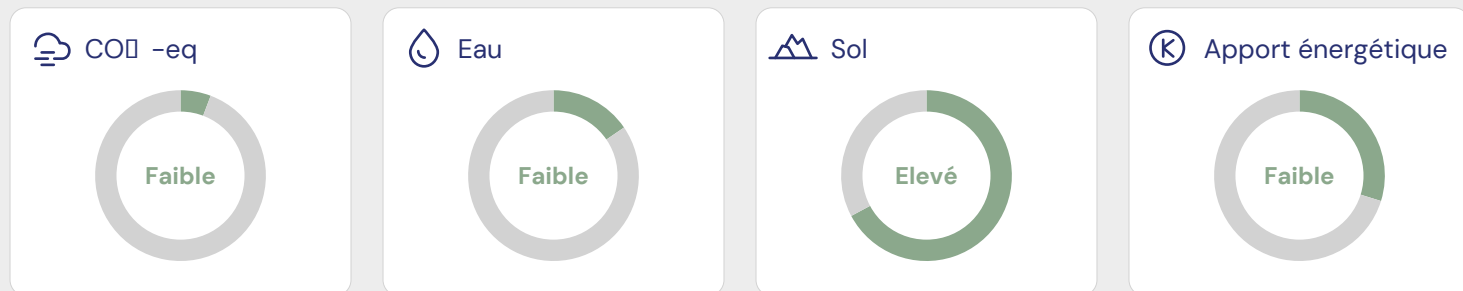 CO▯ -eq
Eau
Sol
Apport énergétique
Faible
Faible
Elevé
Faible